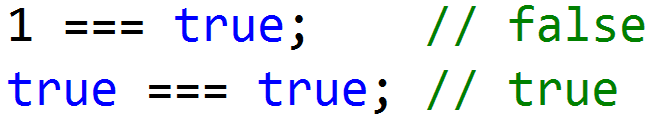 1 === true;    // false
true === true; // true